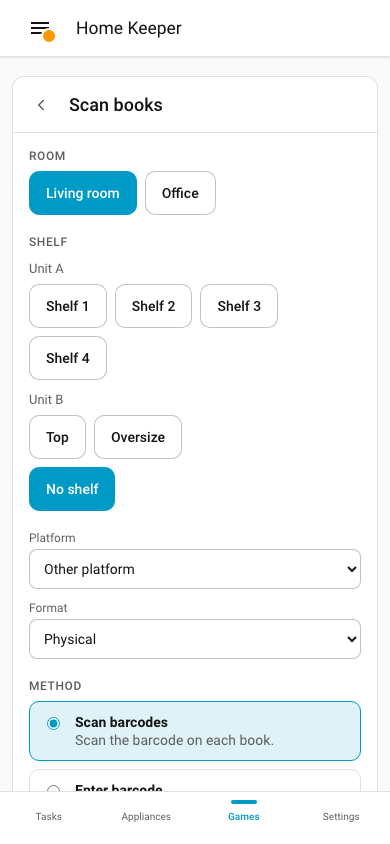 Home Keeper
Scan books
ROOM
Living room
Office
SHELF
Unit A
Shelf 1
Shelf 2
Shelf 3
Shelf 4
Unit B
Top
Oversize
No shelf
Platform
Other platform
Format
Physical
METHOD
Scan barcodes
Scan the barcode on each book.
Enter barcode
Tasks
Appliances
Games
Settings